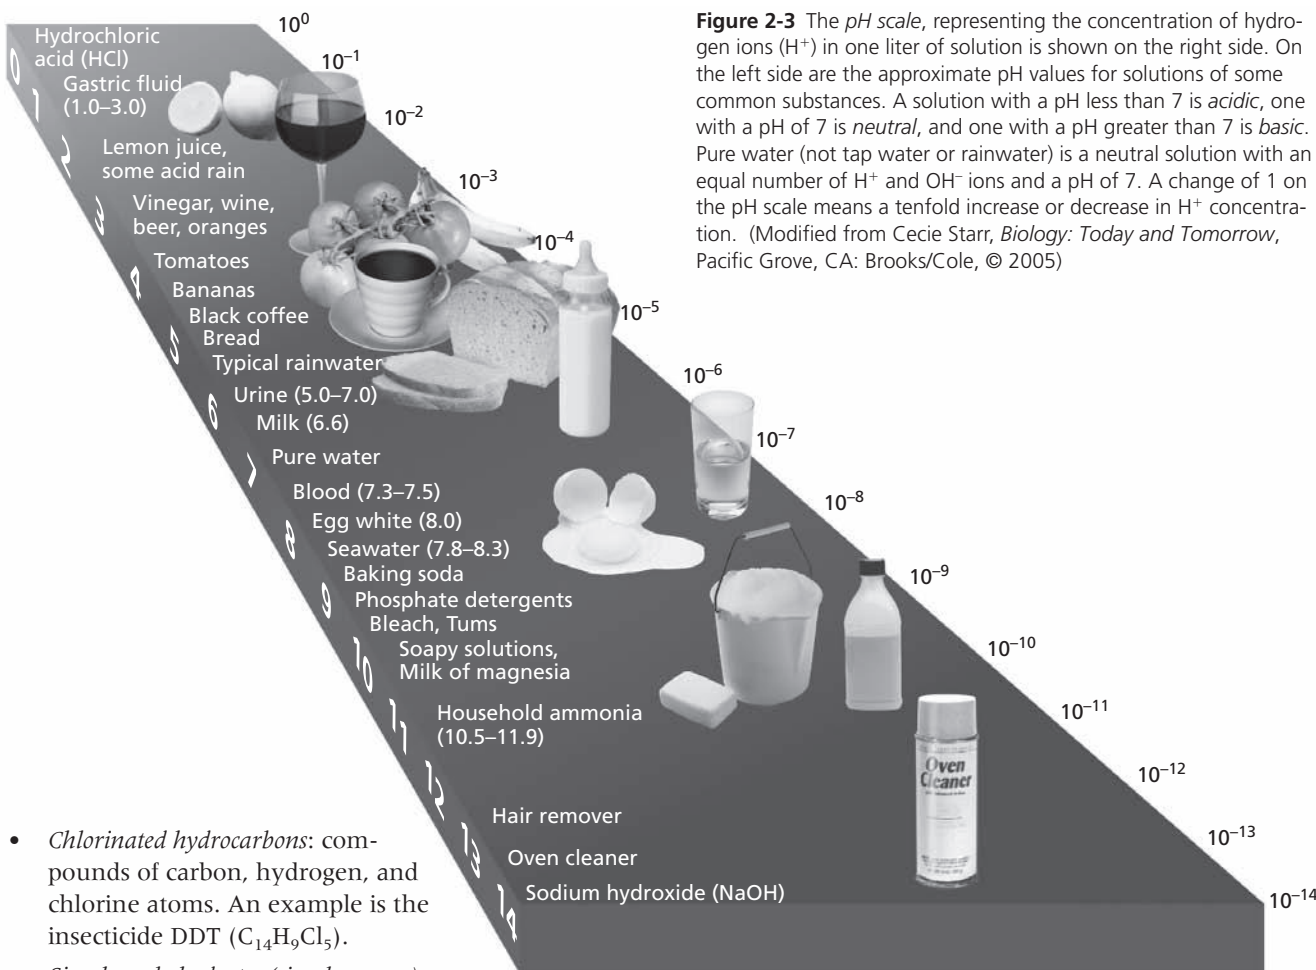 Hydrochloric
acid (HCl)
Gastric fluid
(1.0–3.0)
Lemon juice,
some acid rain
Vinegar, wine,
beer, oranges
Tomatoes
Bananas
Black coffee
Bread
Typical rainwater
Urine (5.0–7.0)
Milk (6.6)
Pure water
Blood (7.3–7.5)
Egg white (8.0)
Seawater (7.8–8.3)
Baking soda
Phosphate detergents
Bleach, Tums
Soapy solutions,
Milk of magnesia
Household ammonia
(10.5–11.9)
Hair remover
Oven cleaner
Sodium hydroxide (NaOH)
0
1
2
3
4
5
6
7
8
9
10
11
12
13
14
10⁰
10⁻¹
10⁻²
10⁻³
10⁻⁴
10⁻⁵
10⁻⁶
10⁻⁷
10⁻⁸
10⁻⁹
10⁻¹⁰
10⁻¹¹
10⁻¹²
10⁻¹³
10⁻¹⁴
Oven
Cleaner
Figure 2-3 The pH scale, representing the concentration of hydro-
gen ions (H⁺) in one liter of solution is shown on the right side. On
the left side are the approximate pH values for solutions of some
common substances. A solution with a pH less than 7 is acidic, one
with a pH of 7 is neutral, and one with a pH greater than 7 is basic.
Pure water (not tap water or rainwater) is a neutral solution with an
equal number of H⁺ and OH⁻ ions and a pH of 7. A change of 1 on
the pH scale means a tenfold increase or decrease in H⁺ concentra-
tion. (Modified from Cecie Starr, Biology: Today and Tomorrow,
Pacific Grove, CA: Brooks/Cole, © 2005)
• Chlorinated hydrocarbons: com-
pounds of carbon, hydrogen, and
chlorine atoms. An example is the
insecticide DDT (C₁₄H₉Cl₅).